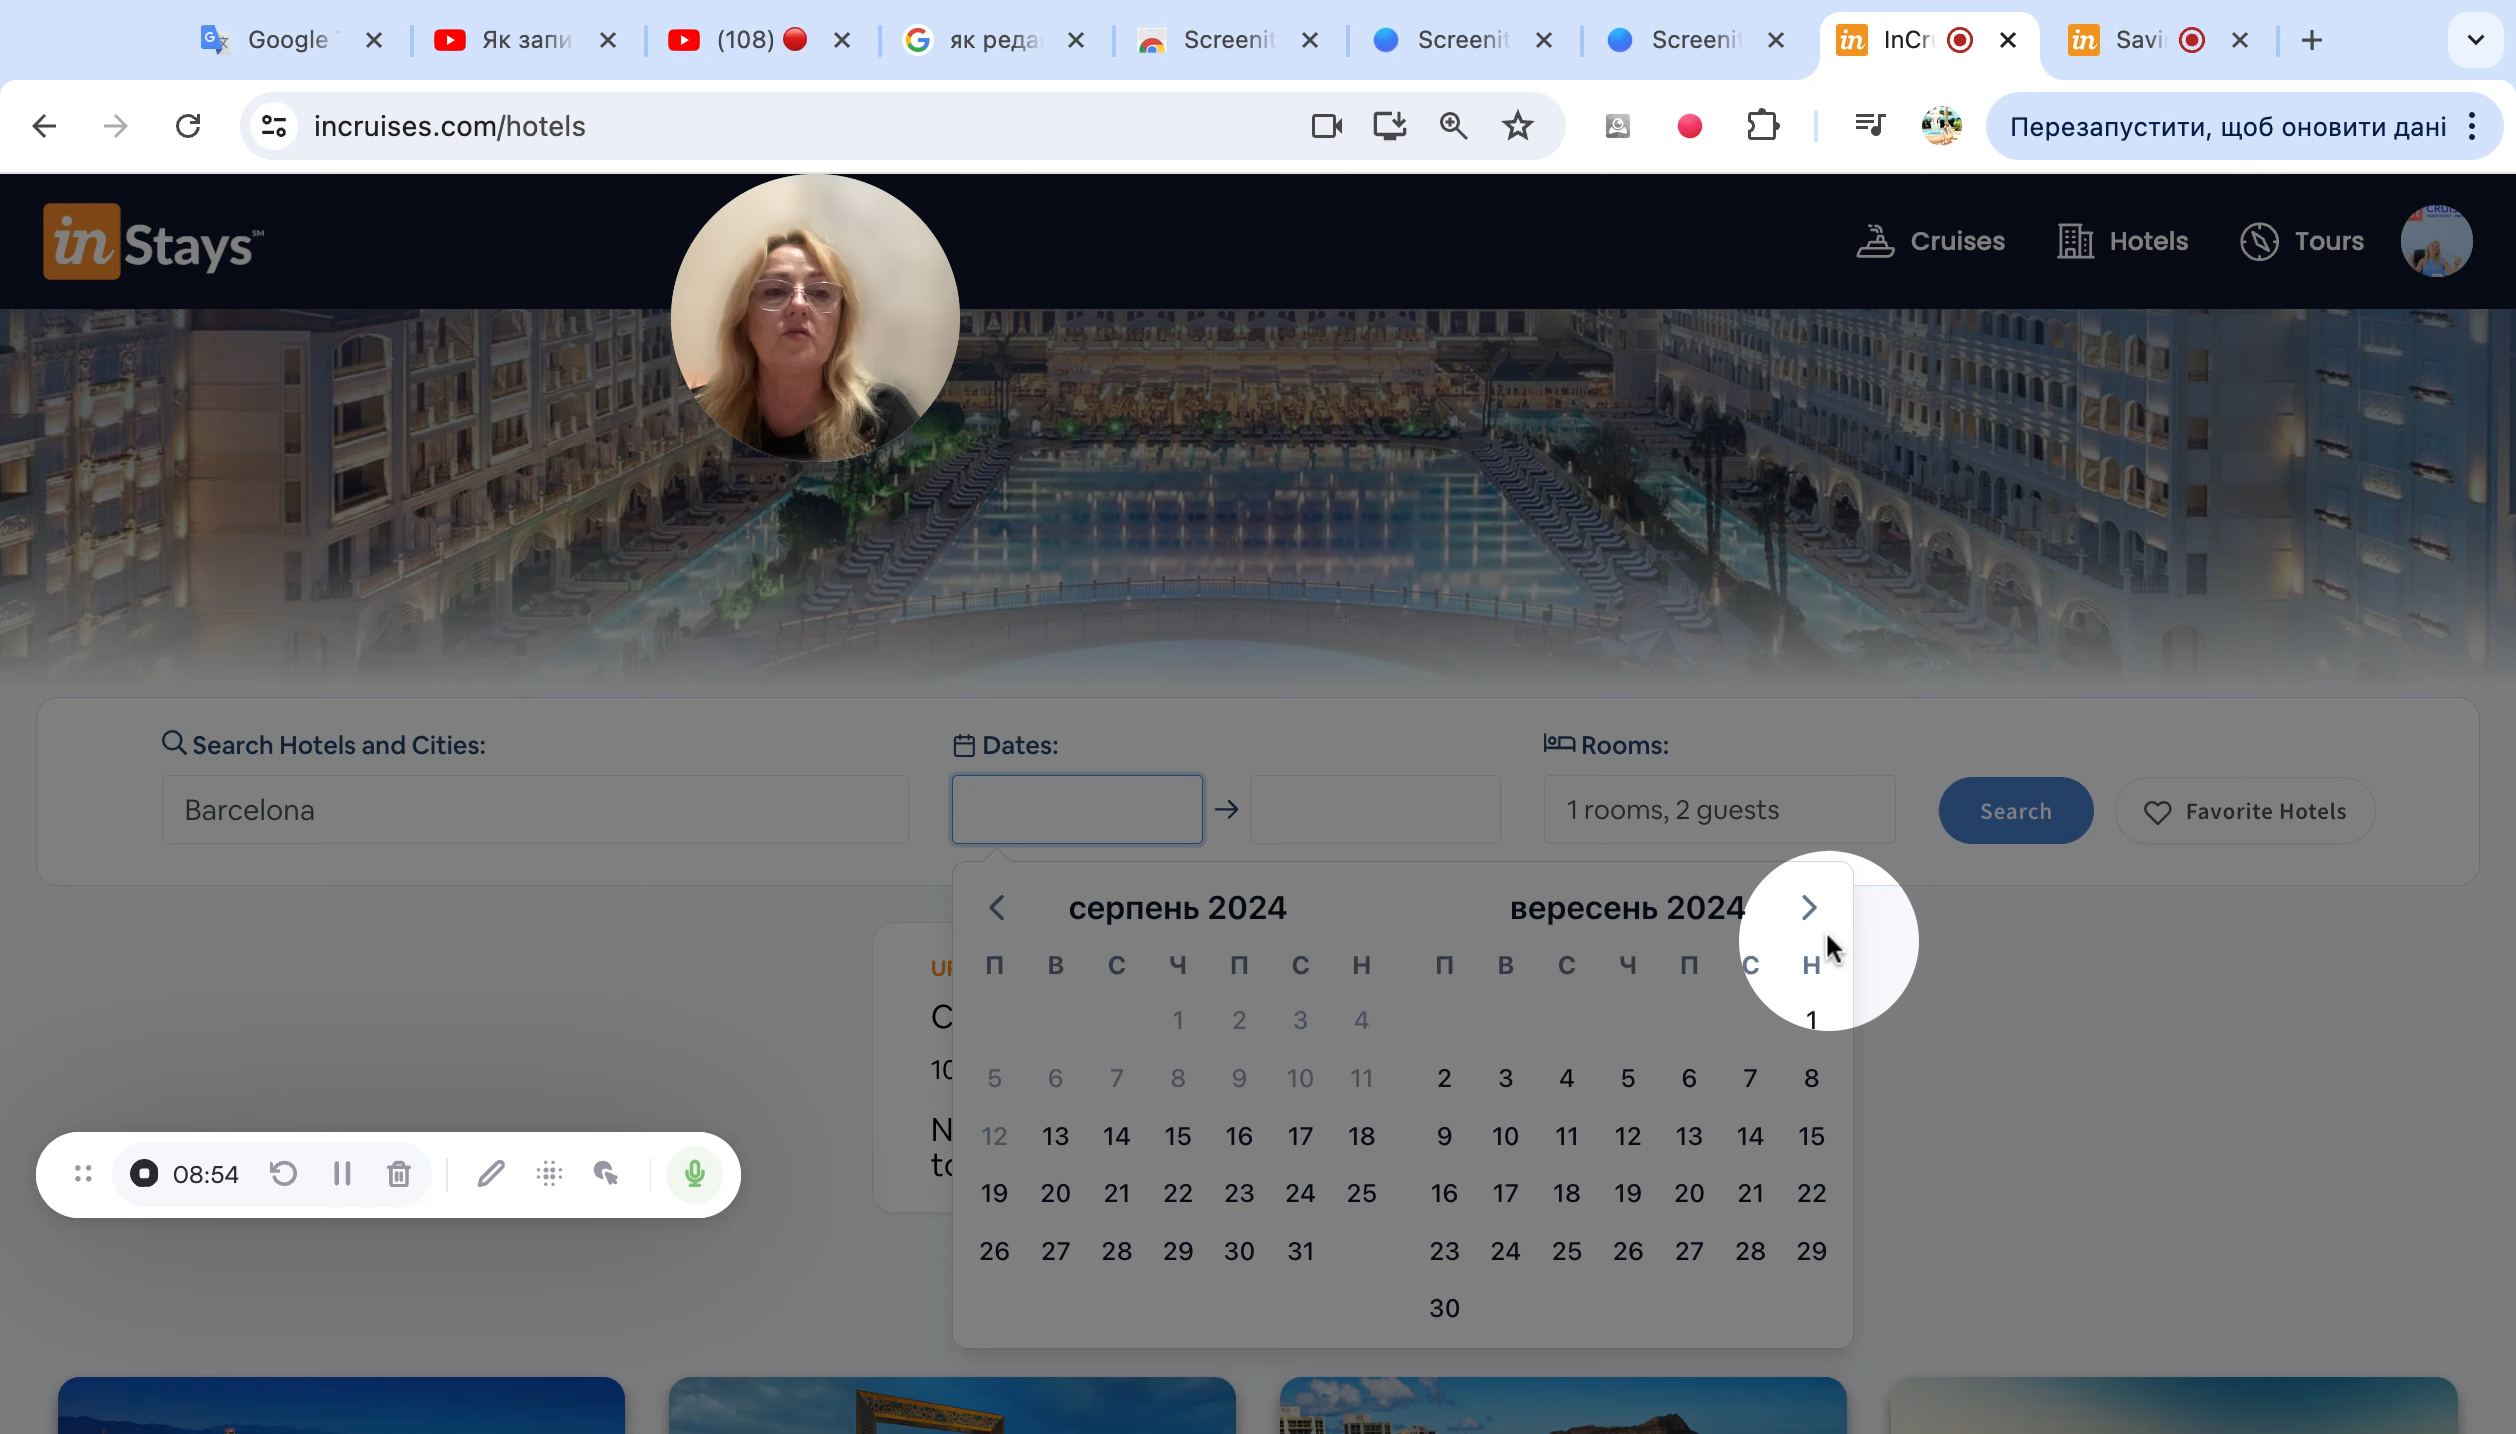 Google
Як запи
(108)
як реда
Screenit
Screenit
Screenit
InCr
Savi
incruises.com/hotels
Перезапустити, щоб оновити дані
in Stays℠
Cruises
Hotels
Tours
Search Hotels and Cities:
Dates:
Rooms:
Barcelona
1 rooms, 2 guests
Search
Favorite Hotels
серпень 2024
вересень 2024
П В С Ч П С Н
П В С Ч П С Н
1 2 3 4
1
5 6 7 8 9 10 11
2 3 4 5 6 7 8
12 13 14 15 16 17 18
9 10 11 12 13 14 15
19 20 21 22 23 24 25
16 17 18 19 20 21 22
26 27 28 29 30 31
23 24 25 26 27 28 29
30
08:54